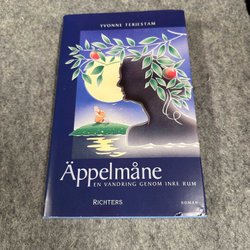 YVONNE TERJESTAM
Äppelmåne
EN VANDRING GENOM INRE RUM
RICHTERS
ROMAN